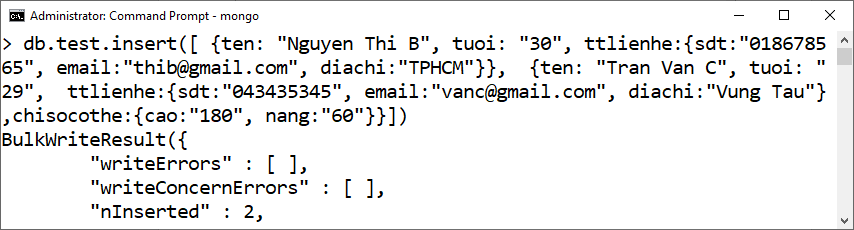 Administrator: Command Prompt - mongo
> db.test.insert([ {ten: "Nguyen Thi B", tuoi: "30", ttlienhe:{sdt:"0186785
65", email:"thib@gmail.com", diachi:"TPHCM"}},  {ten: "Tran Van C", tuoi: "
29",  ttlienhe:{sdt:"043435345", email:"vanc@gmail.com", diachi:"Vung Tau"}
,chisocothe:{cao:"180", nang:"60"}}])
BulkWriteResult({
        "writeErrors" : [ ],
        "writeConcernErrors" : [ ],
        "nInserted" : 2,